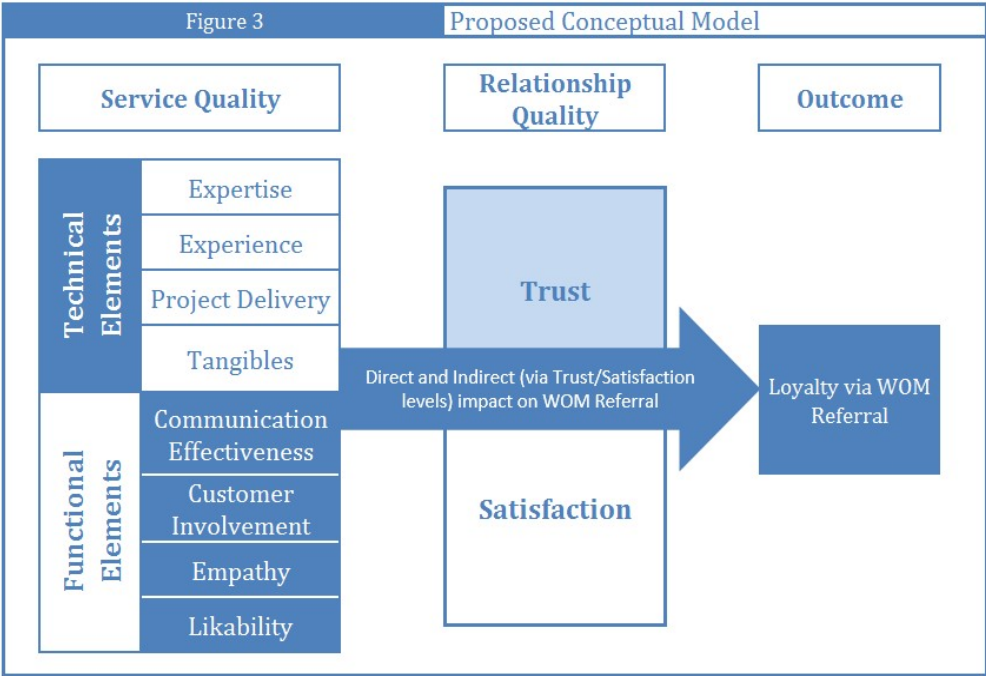 Figure 3
Proposed Conceptual Model
Service Quality
Relationship
Quality
Outcome
Technical
Elements
Expertise
Experience
Project Delivery
Tangibles
Functional
Elements
Communication
Effectiveness
Customer
Involvement
Empathy
Likability
Trust
Direct and Indirect (via Trust/Satisfaction
levels) impact on WOM Referral
Satisfaction
Loyalty via WOM
Referral